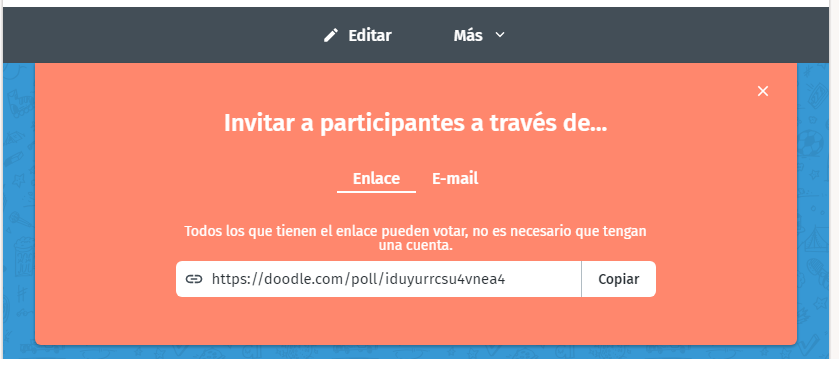 Editar Más
Invitar a participantes a través de...
Enlace E-mail
Todos los que tienen el enlace pueden votar, no es necesario que tengan
una cuenta.
https://doodle.com/poll/iduyurrcsu4vnea4 Copiar